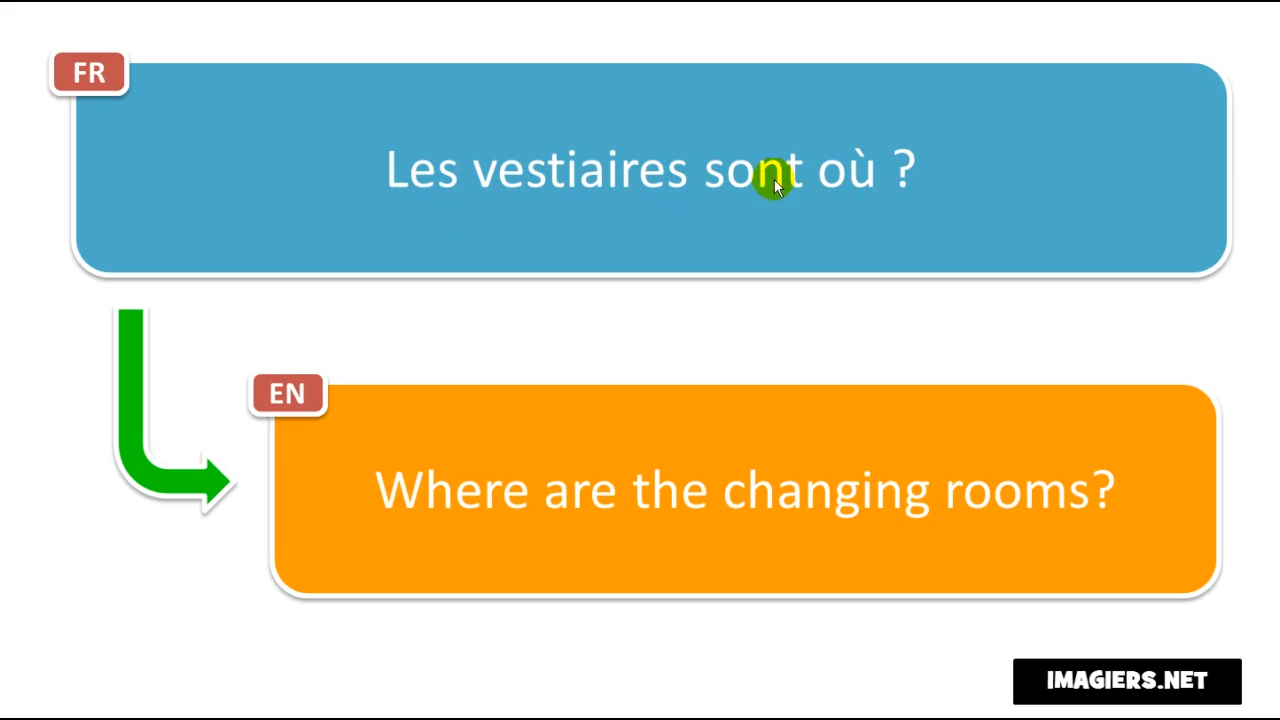 FR
Les vestiaires sont où ?
EN
Where are the changing rooms?
IMAGIERS.NET